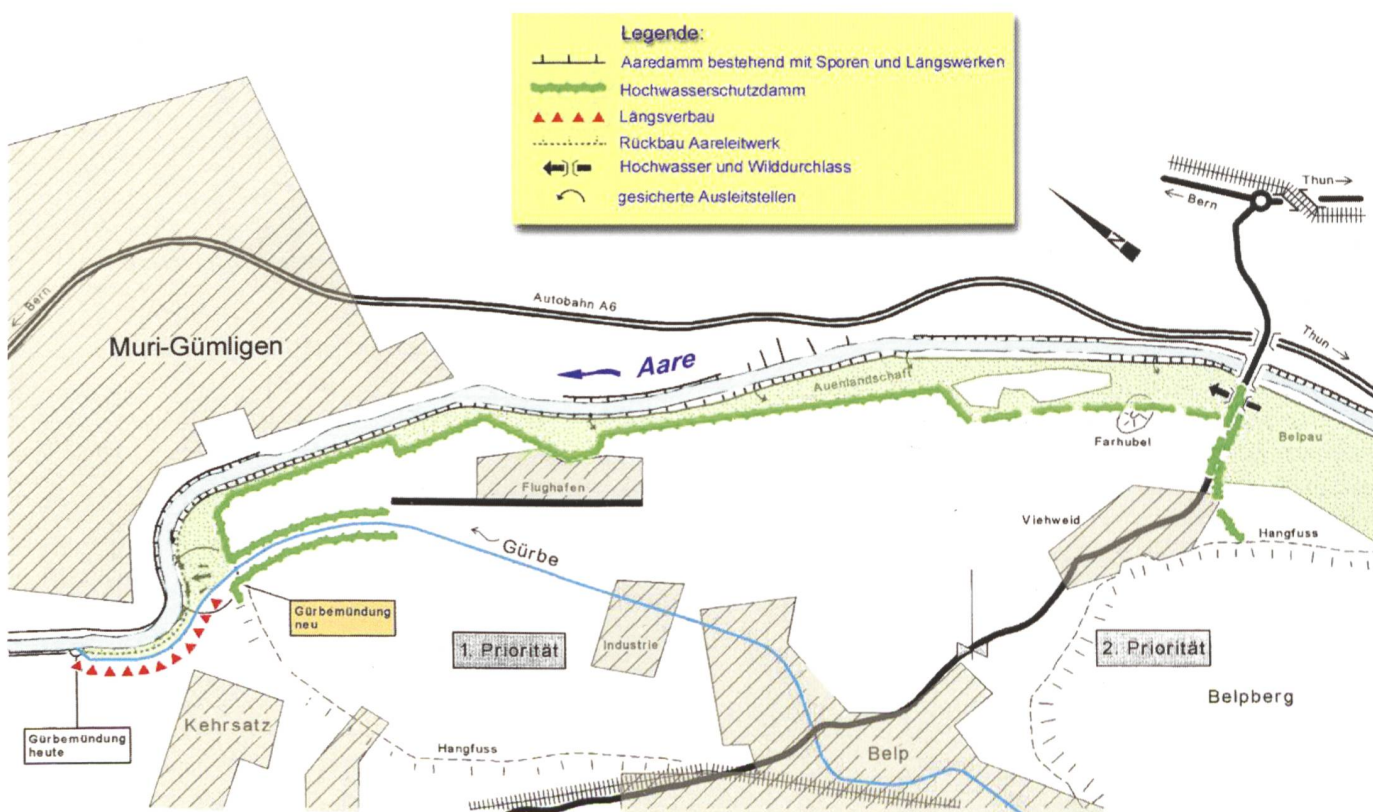 Legende:
Aaredamm bestehend mit Sporen und Längswerken
Hochwasserschutzdamm
Längsverbau
Rückbau Aareleitwerk
Hochwasser und Wilddurchlass
gesicherte Ausleitstellen
Thun
Bern
N
Bern
Autobahn A6
Thun
Muri-Gümligen
Aare
Auenlandschaft
Farhubel
Belpau
Flughafen
Viehweid
Hangfuss
Gürbe
Gürbemündung
neu
1. Priorität
Industrie
2. Priorität
Belpberg
Kehrsatz
Gürbemündung
heute
Hangfuss
Belp